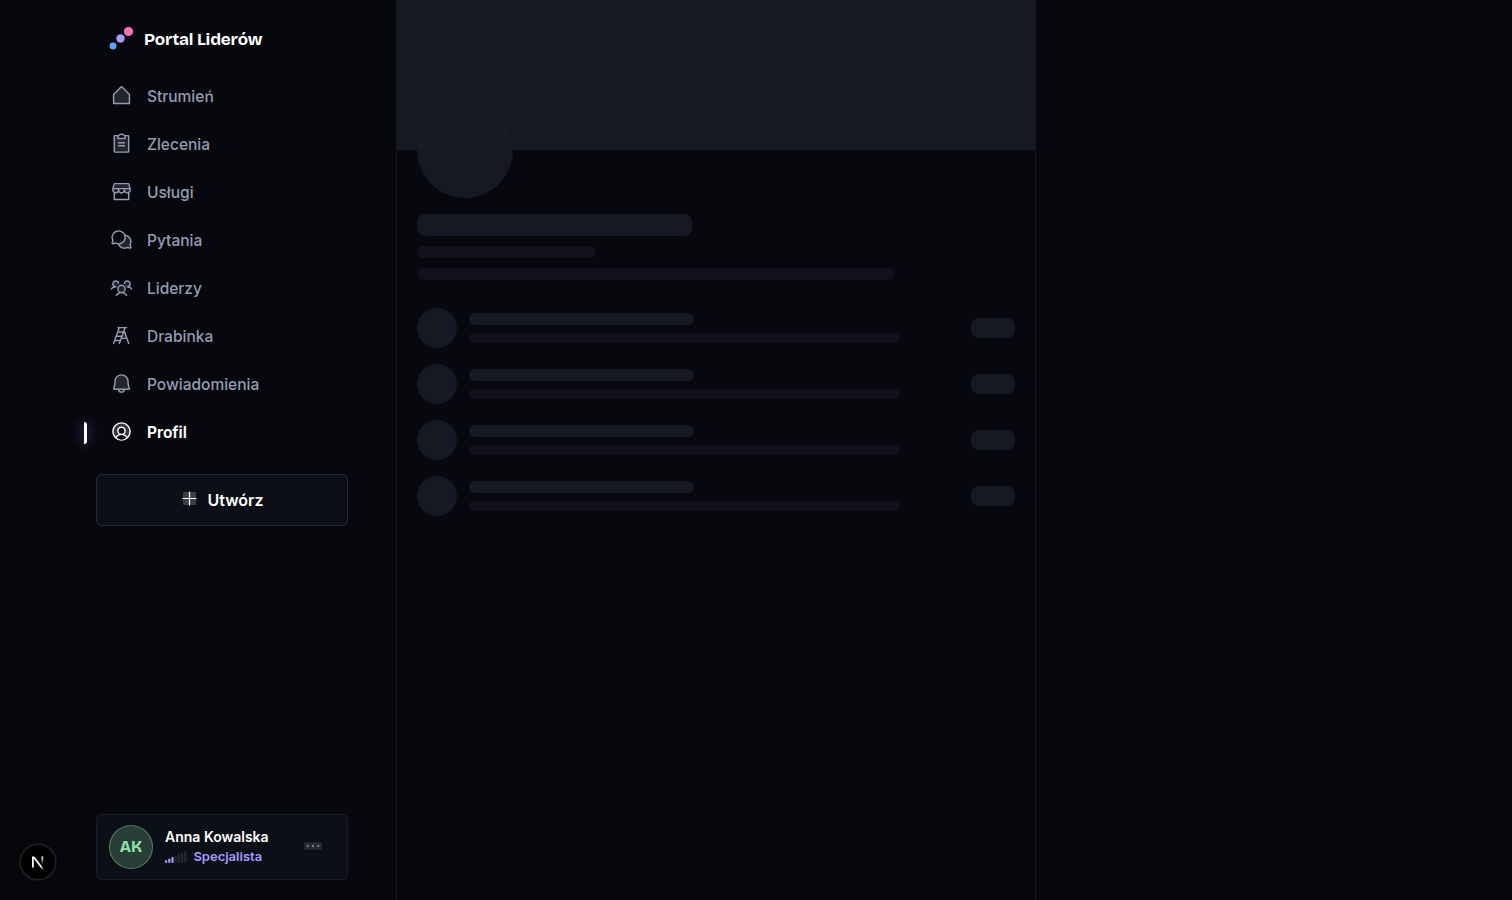 Portal Liderów
Strumień
Zlecenia
Usługi
Pytania
Liderzy
Drabinka
Powiadomienia
Profil
Utwórz
AK
Anna Kowalska
Specjalista
N